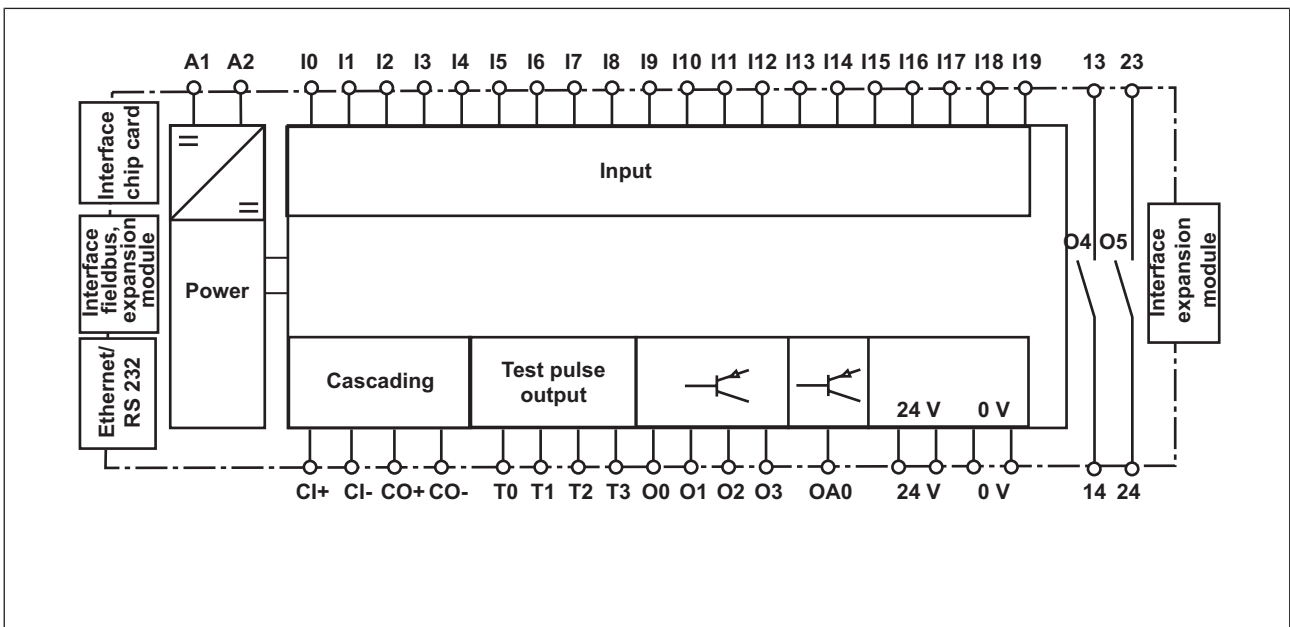 A1 A2 I0 I1 I2 I3 I4 I5 I6 I7 I8 I9 I10 I11 I12 I13 I14 I15 I16 I17 I18 I19 13 23
Interface
chip card
Interface
fieldbus,
expansion
module
Ethernet/
RS 232
Power
Input
O4 O5
Interface
expansion
module
Cascading
Test pulse
output
24 V 0 V
CI+ CI- CO+ CO- T0 T1 T2 T3 O0 O1 O2 O3 OA0 24 V 0 V 14 24